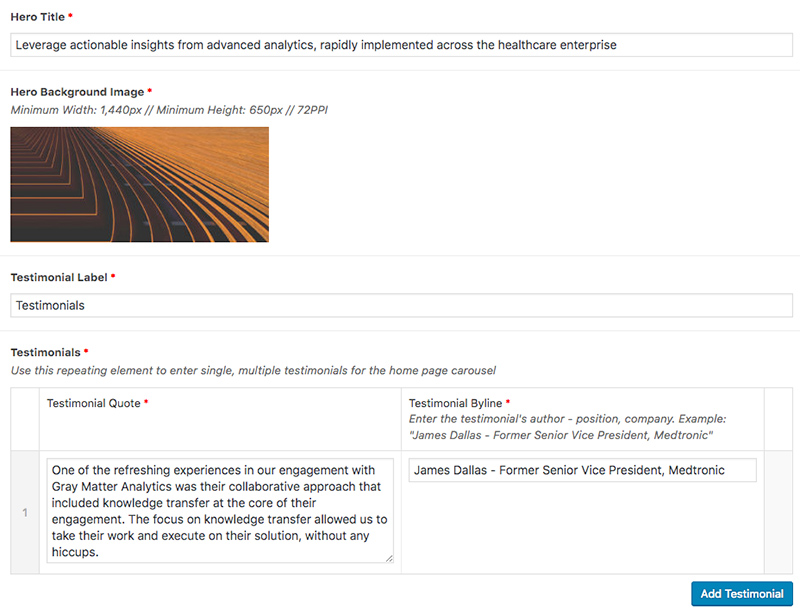 Hero Title *
Leverage actionable insights from advanced analytics, rapidly implemented across the healthcare enterprise
Hero Background Image *
Minimum Width: 1,440px // Minimum Height: 650px // 72PPI
Testimonial Label *
Testimonials
Testimonials *
Use this repeating element to enter single, multiple testimonials for the home page carousel
Testimonial Quote *
Testimonial Byline *
Enter the testimonial's author - position, company. Example:
"James Dallas - Former Senior Vice President, Medtronic"
1
One of the refreshing experiences in our engagement with
Gray Matter Analytics was their collaborative approach that
included knowledge transfer at the core of their
engagement. The focus on knowledge transfer allowed us to
take their work and execute on their solution, without any
hiccups.
James Dallas - Former Senior Vice President, Medtronic
Add Testimonial